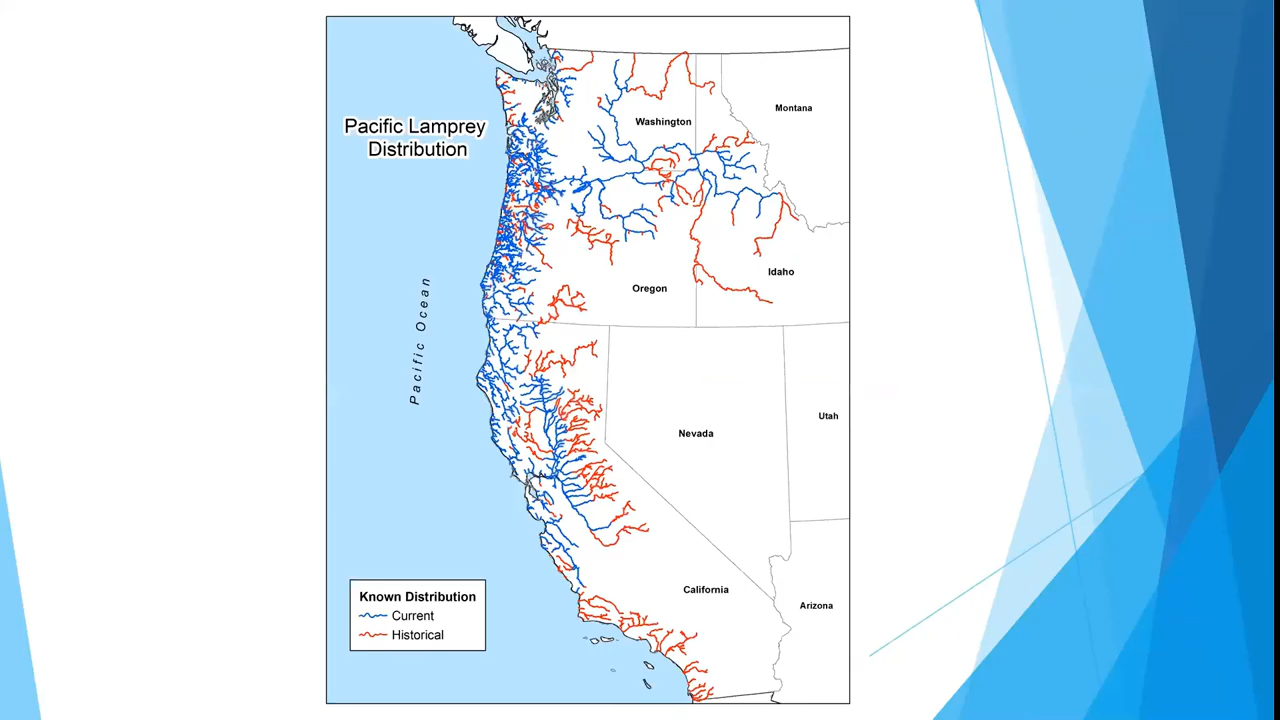 Pacific Lamprey
Distribution
Washington
Montana
Oregon
Idaho
Pacific Ocean
Nevada
Utah
California
Arizona
Known Distribution
Current
Historical